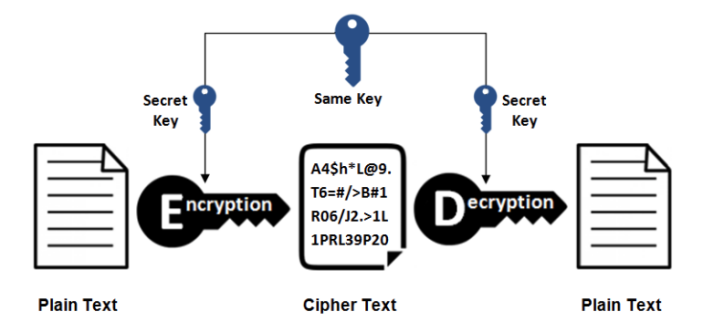 Same Key
Secret
Key
Secret
Key
Encryption
A4$h*L@9.
T6=#/>B#1
R06/J2.>1L
1PRL39P20
Decryption
Plain Text
Cipher Text
Plain Text